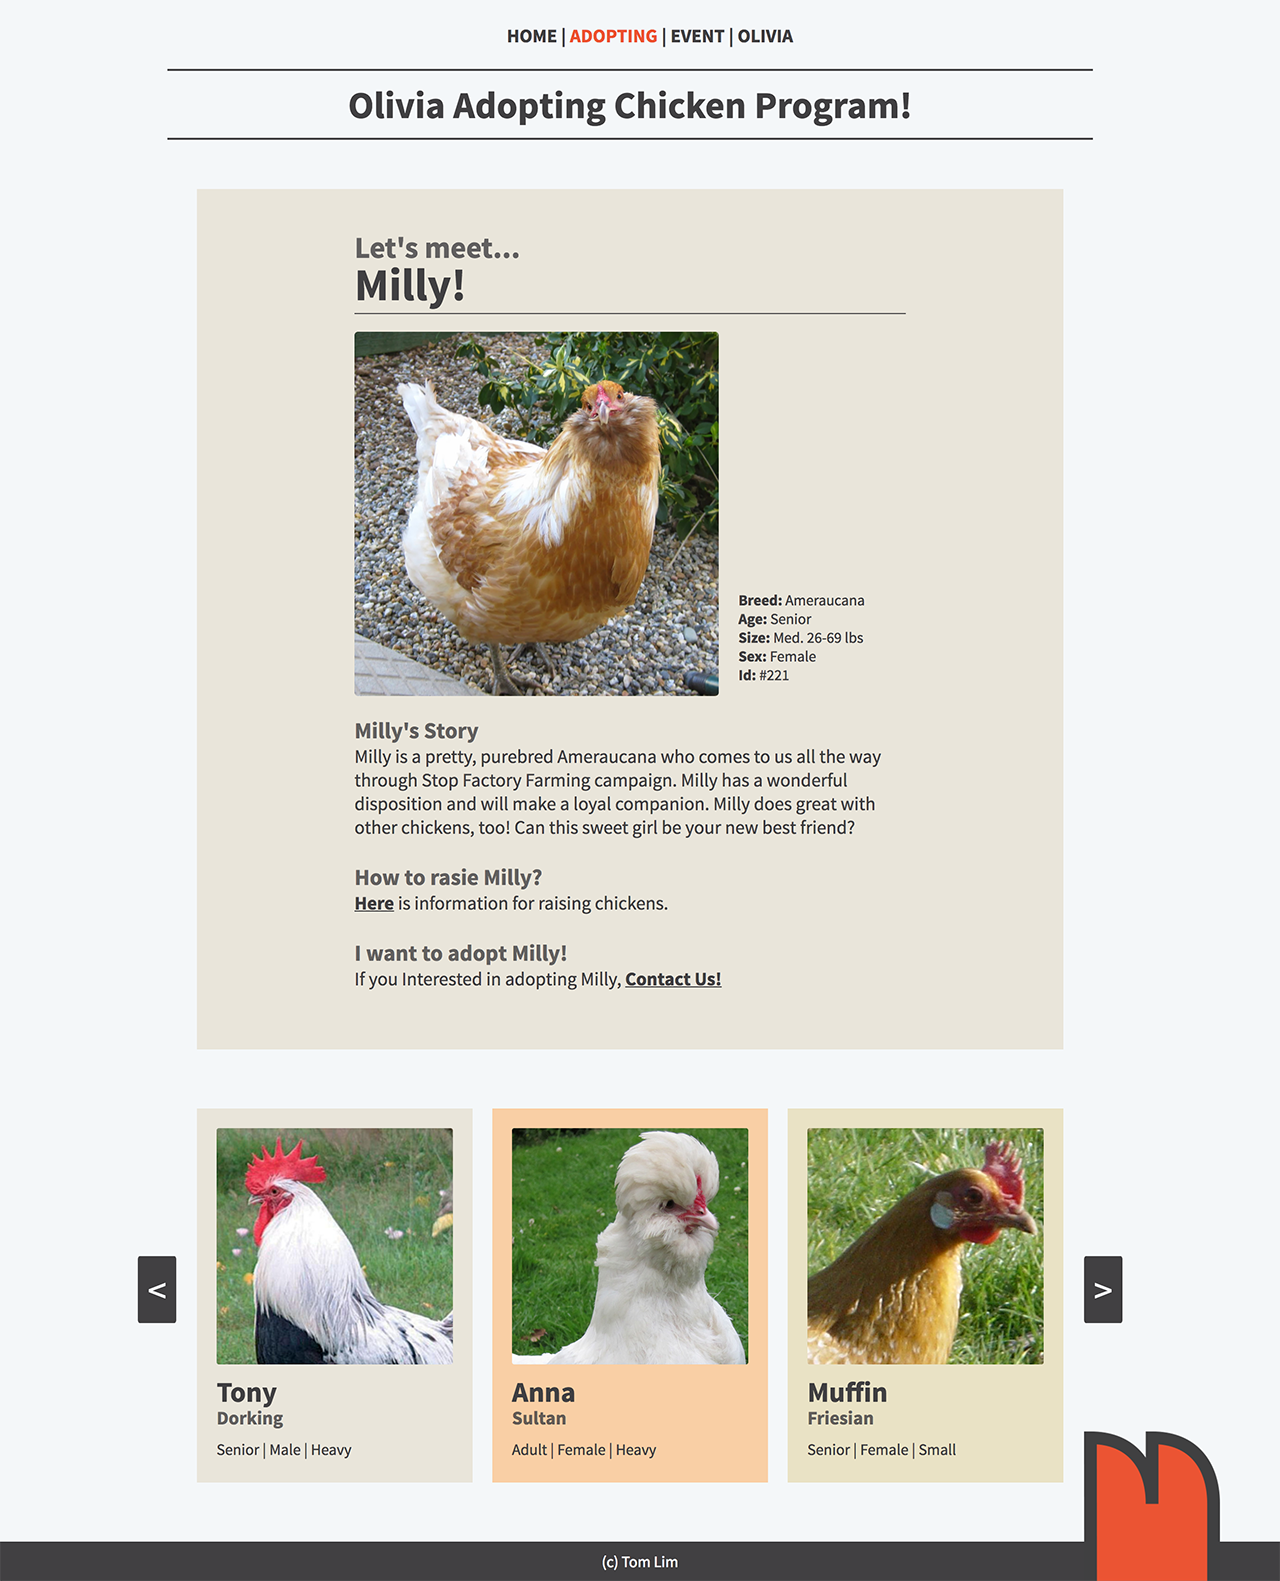 HOME | ADOPTING | EVENT | OLIVIA
Olivia Adopting Chicken Program!
Let's meet...
Milly!
Breed: Ameraucana
Age: Senior
Size: Med. 26-69 lbs
Sex: Female
Id: #221
Milly's Story
Milly is a pretty, purebred Ameraucana who comes to us all the way
through Stop Factory Farming campaign. Milly has a wonderful
disposition and will make a loyal companion. Milly does great with
other chickens, too! Can this sweet girl be your new best friend?
How to rasie Milly?
Here is information for raising chickens.
I want to adopt Milly!
If you Interested in adopting Milly, Contact Us!
<
>
Tony
Dorking
Senior | Male | Heavy
Anna
Sultan
Adult | Female | Heavy
Muffin
Friesian
Senior | Female | Small
(c) Tom Lim